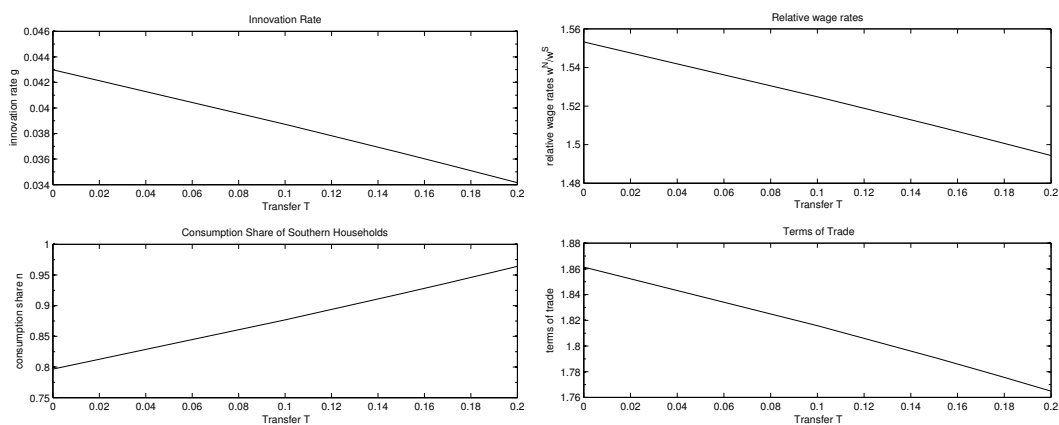 Innovation Rate
0.046
0.044
0.042
0.04
0.038
0.036
0.034
innovation rate g
0 0.02 0.04 0.06 0.08 0.1 0.12 0.14 0.16 0.18 0.2
Transfer T
Relative wage rates
1.56
1.54
1.52
1.5
1.48
relative wage rates w^N/w^S
0 0.02 0.04 0.06 0.08 0.1 0.12 0.14 0.16 0.18 0.2
Transfer T
Consumption Share of Southern Households
1
0.95
0.9
0.85
0.8
0.75
consumption share n
0 0.02 0.04 0.06 0.08 0.1 0.12 0.14 0.16 0.18 0.2
Transfer T
Terms of Trade
1.88
1.86
1.84
1.82
1.8
1.78
1.76
terms of trade
0 0.02 0.04 0.06 0.08 0.1 0.12 0.14 0.16 0.18 0.2
Transfer T